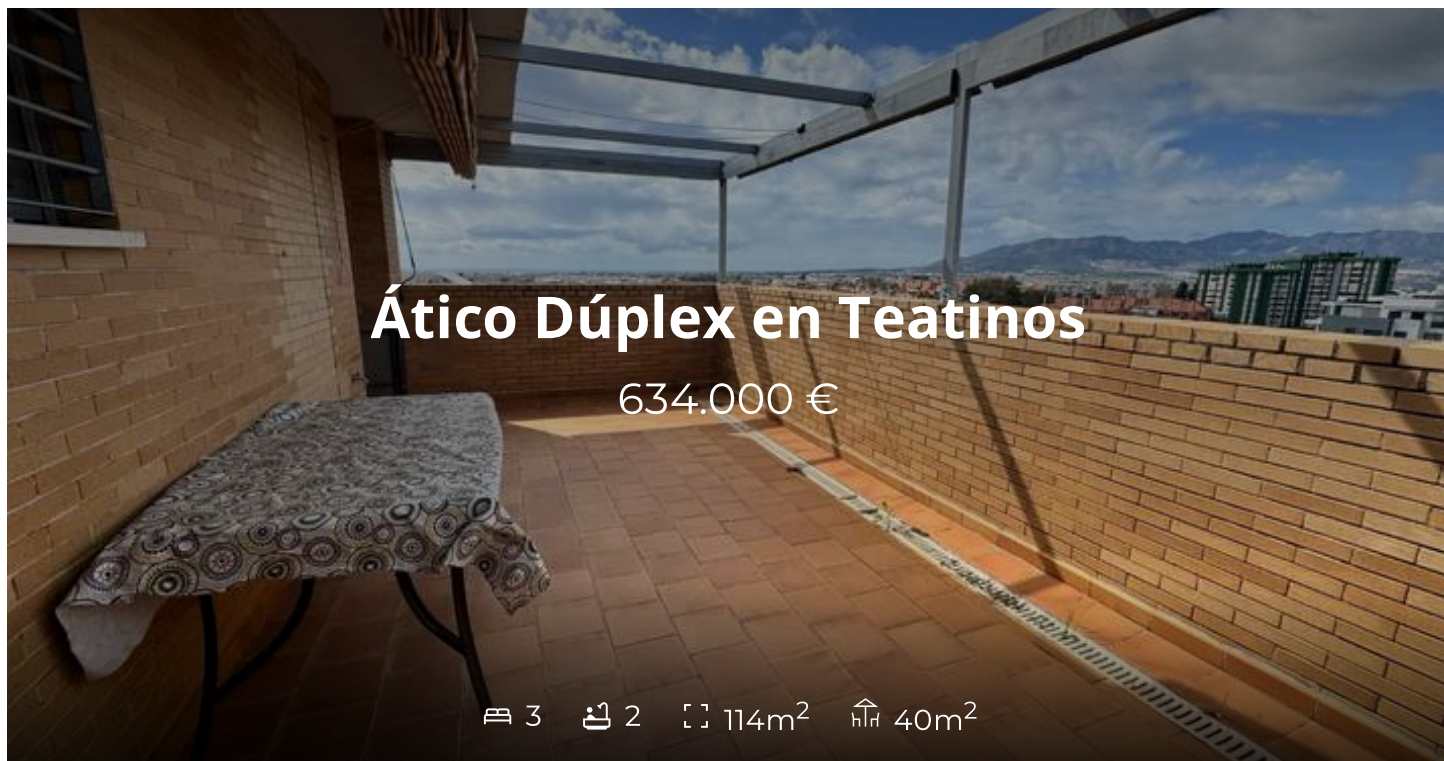 Ático Dúplex en Teatinos
634.000 €
3 2 114m² 40m²